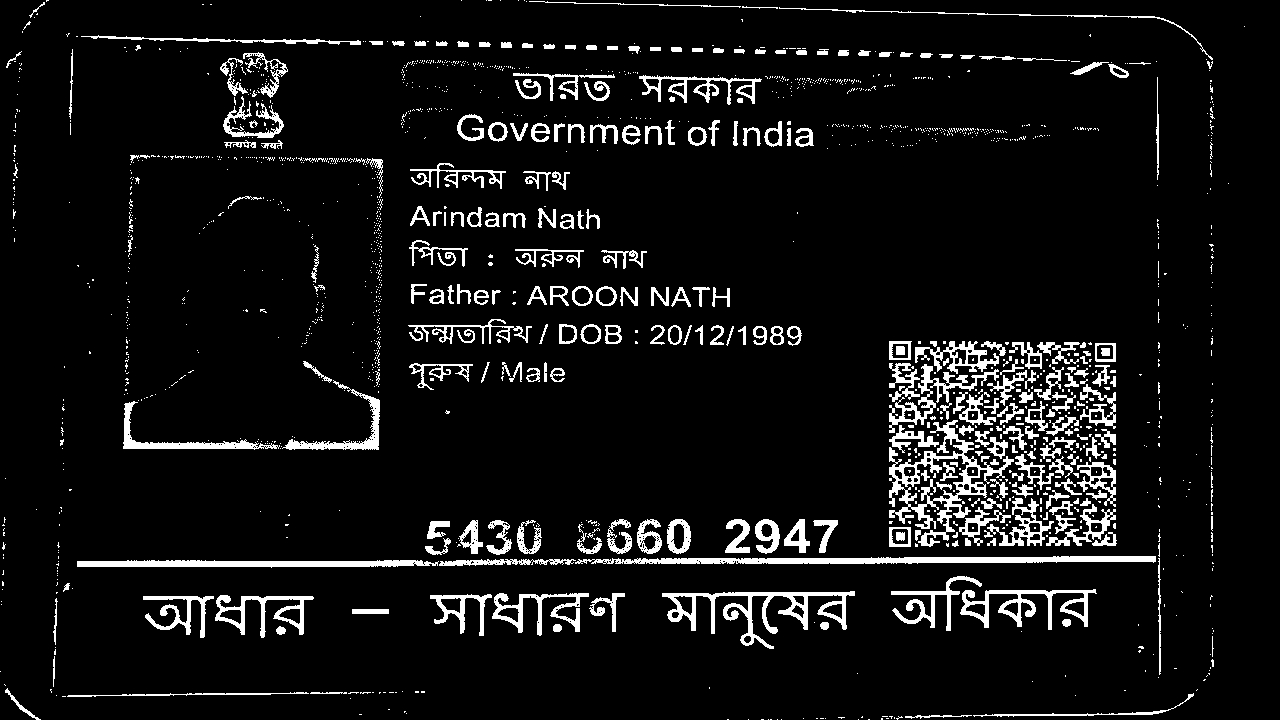 सत्यमेव जयते
ভারত সরকার
Government of India
অরিন্দম নাথ
Arindam Nath
পিতা : অরুন নাথ
Father : AROON NATH
জন্মতারিখ / DOB : 20/12/1989
পুরুষ / Male
5430 8660 2947
আধার – সাধারণ মানুষের অধিকার